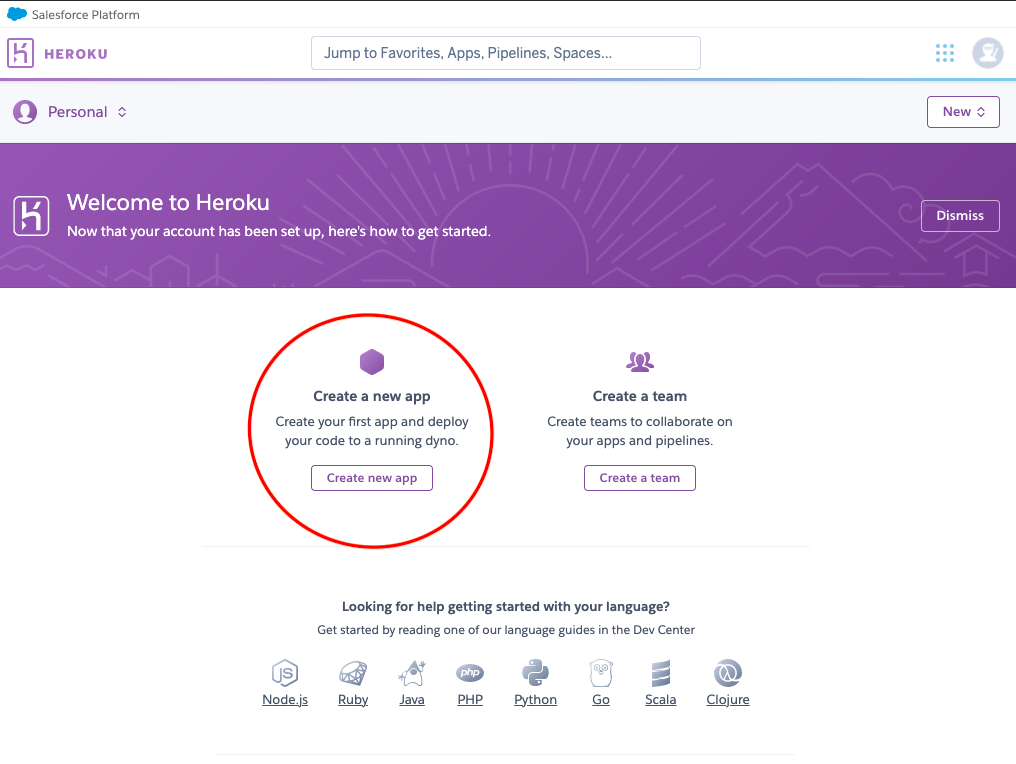 Salesforce Platform
HEROKU
Jump to Favorites, Apps, Pipelines, Spaces...
Personal
New
Welcome to Heroku
Now that your account has been set up, here's how to get started.
Dismiss
Create a new app
Create your first app and deploy
your code to a running dyno.
Create new app
Create a team
Create teams to collaborate on
your apps and pipelines.
Create a team
Looking for help getting started with your language?
Get started by reading one of our language guides in the Dev Center
JS
php
Node.js
Ruby
Java
PHP
Python
Go
Scala
Clojure